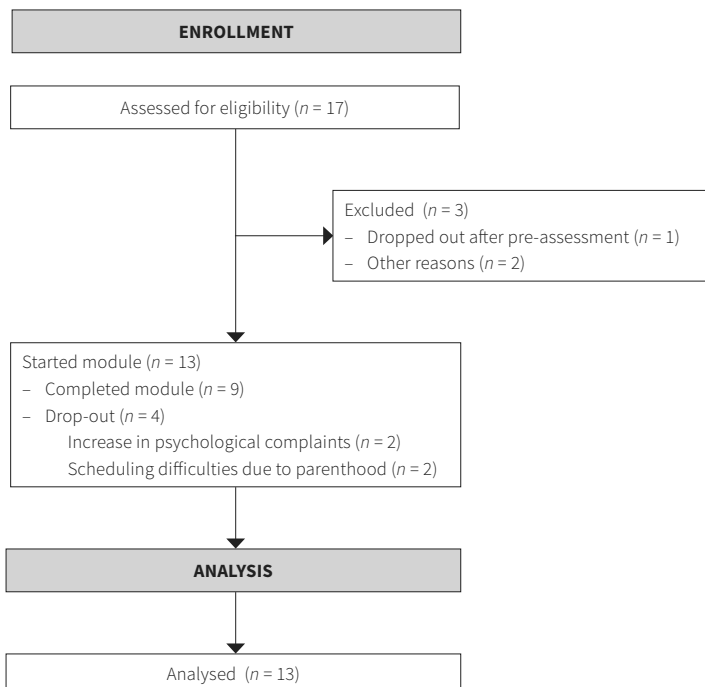 ENROLLMENT
Assessed for eligibility (n = 17)
Excluded (n = 3)
– Dropped out after pre-assessment (n = 1)
– Other reasons (n = 2)
Started module (n = 13)
– Completed module (n = 9)
– Drop-out (n = 4)
Increase in psychological complaints (n = 2)
Scheduling difficulties due to parenthood (n = 2)
ANALYSIS
Analysed (n = 13)